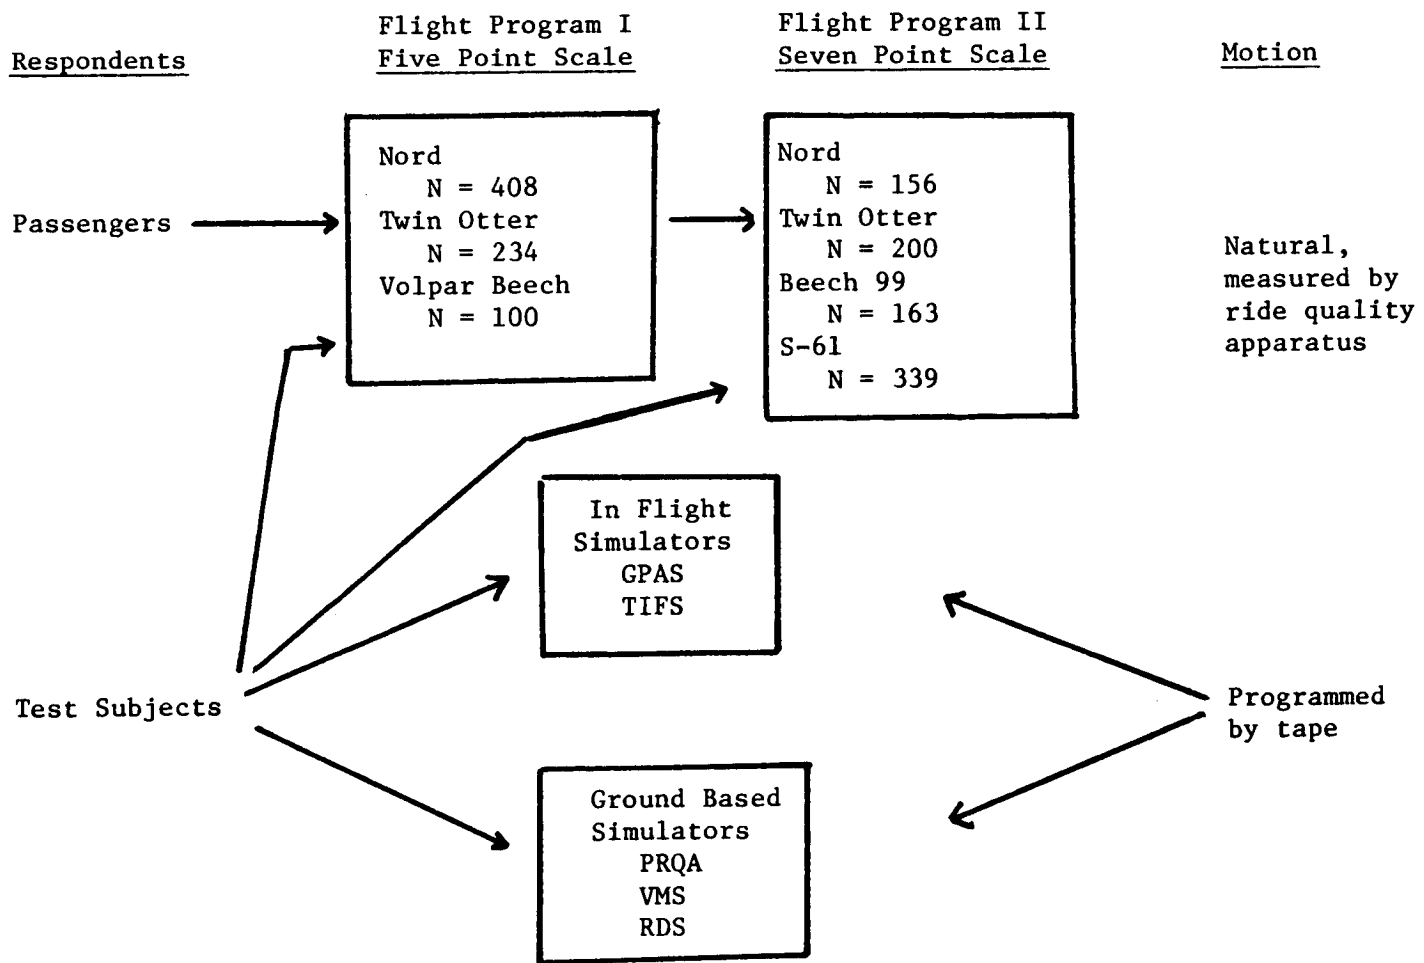 Flight Program I
Flight Program II
Respondents
Five Point Scale
Seven Point Scale
Motion
Passengers
Nord
N = 408
Twin Otter
N = 234
Volpar Beech
N = 100
Nord
N = 156
Twin Otter
N = 200
Beech 99
N = 163
S-61
N = 339
Natural,
measured by
ride quality
apparatus
In Flight
Simulators
GPAS
TIFS
Test Subjects
Programmed
by tape
Ground Based
Simulators
PRQA
VMS
RDS